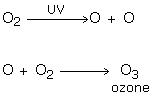 UV
O₂ ⟶ O + O
O + O₂ ⟶ O₃
ozone